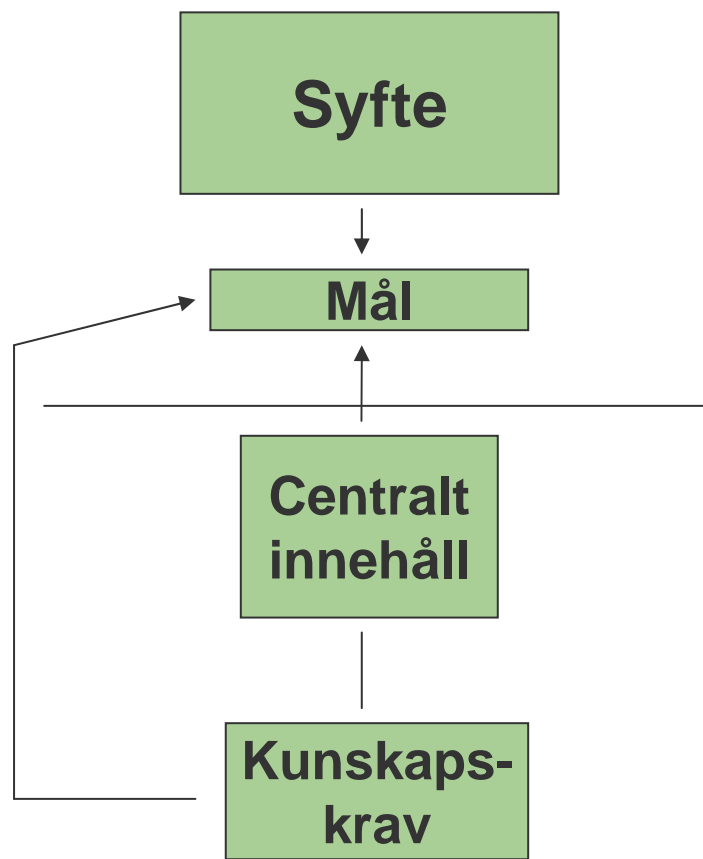 Syfte
Mål
Centralt
innehåll
Kunskaps-
krav